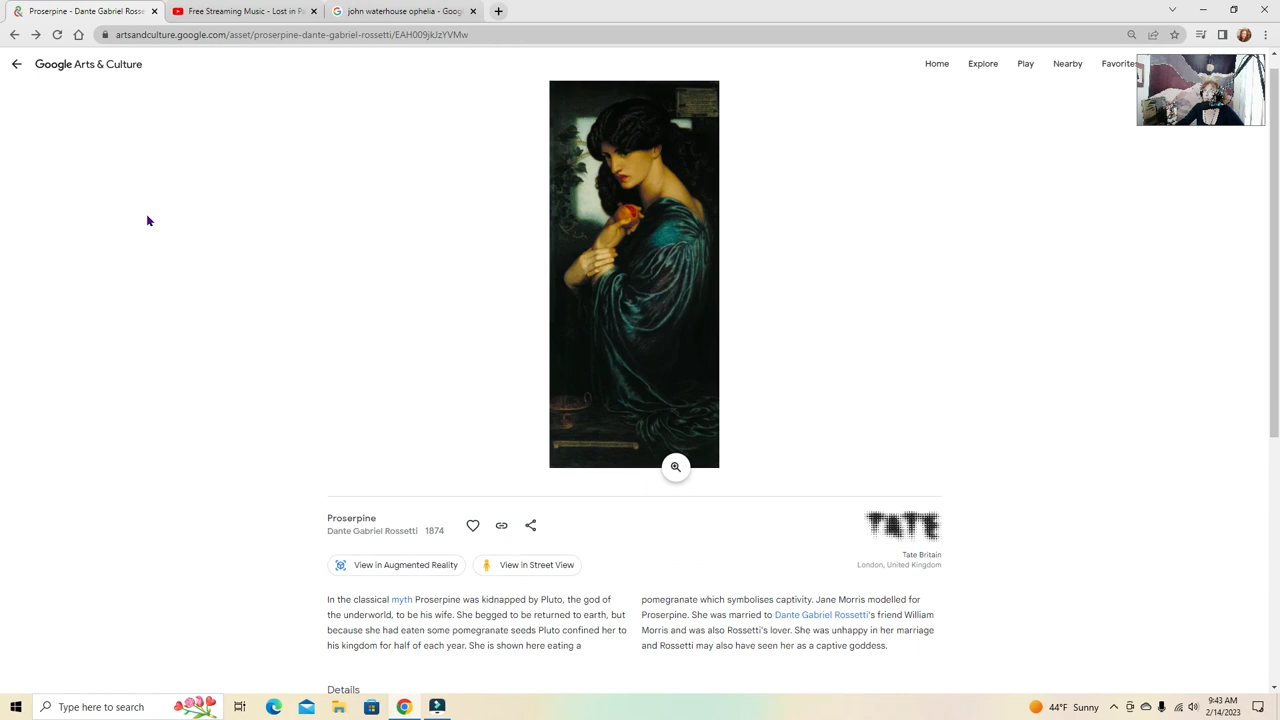 Proserpine - Dante Gabriel Rosse
Free Streaming Music - Lost in P
john waterhouse ophelia - Goog
artsandculture.google.com/asset/proserpine-dante-gabriel-rossetti/EAH009jkJzYVMw
Google Arts & Culture
Home Explore Play Nearby Favorite
Proserpine
Dante Gabriel Rossetti 1874
TATE
Tate Britain
London, United Kingdom
View in Augmented Reality
View in Street View
In the classical myth Proserpine was kidnapped by Pluto, the god of
the underworld, to be his wife. She begged to be returned to earth, but
because she had eaten some pomegranate seeds Pluto confined her to
his kingdom for half of each year. She is shown here eating a
pomegranate which symbolises captivity. Jane Morris modelled for
Proserpine. She was married to Dante Gabriel Rossetti's friend William
Morris and was also Rossetti's lover. She was unhappy in her marriage
and Rossetti may also have seen her as a captive goddess.
Details
Type here to search
44°F Sunny
9:43 AM
2/14/2023